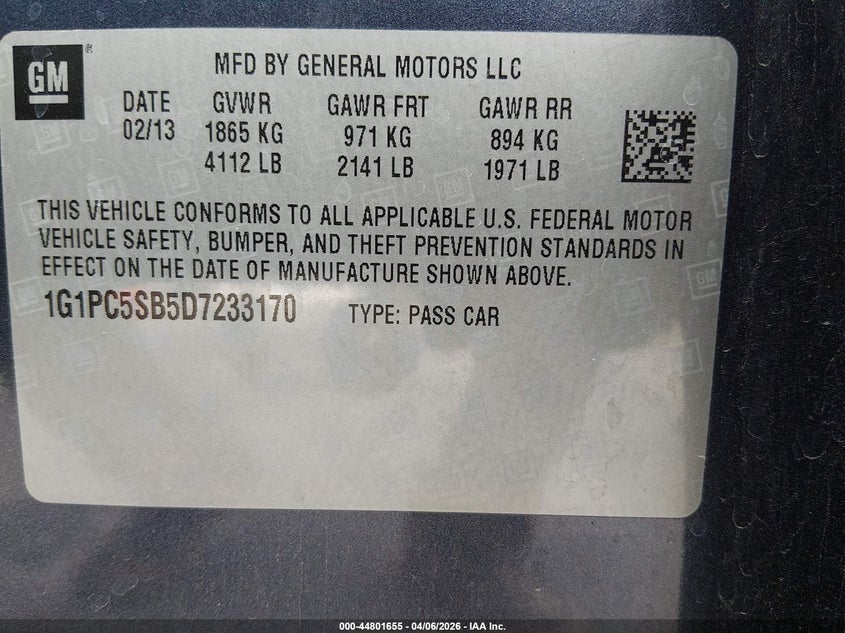 GM
MFD BY GENERAL MOTORS LLC
DATE GVWR GAWR FRT GAWR RR
02/13 1865 KG 971 KG 894 KG
4112 LB 2141 LB 1971 LB
THIS VEHICLE CONFORMS TO ALL APPLICABLE U.S. FEDERAL MOTOR
VEHICLE SAFETY, BUMPER, AND THEFT PREVENTION STANDARDS IN
EFFECT ON THE DATE OF MANUFACTURE SHOWN ABOVE.
1G1PC5SB5D7233170 TYPE: PASS CAR
000-44801655 - 04/06/2026 - IAA Inc.